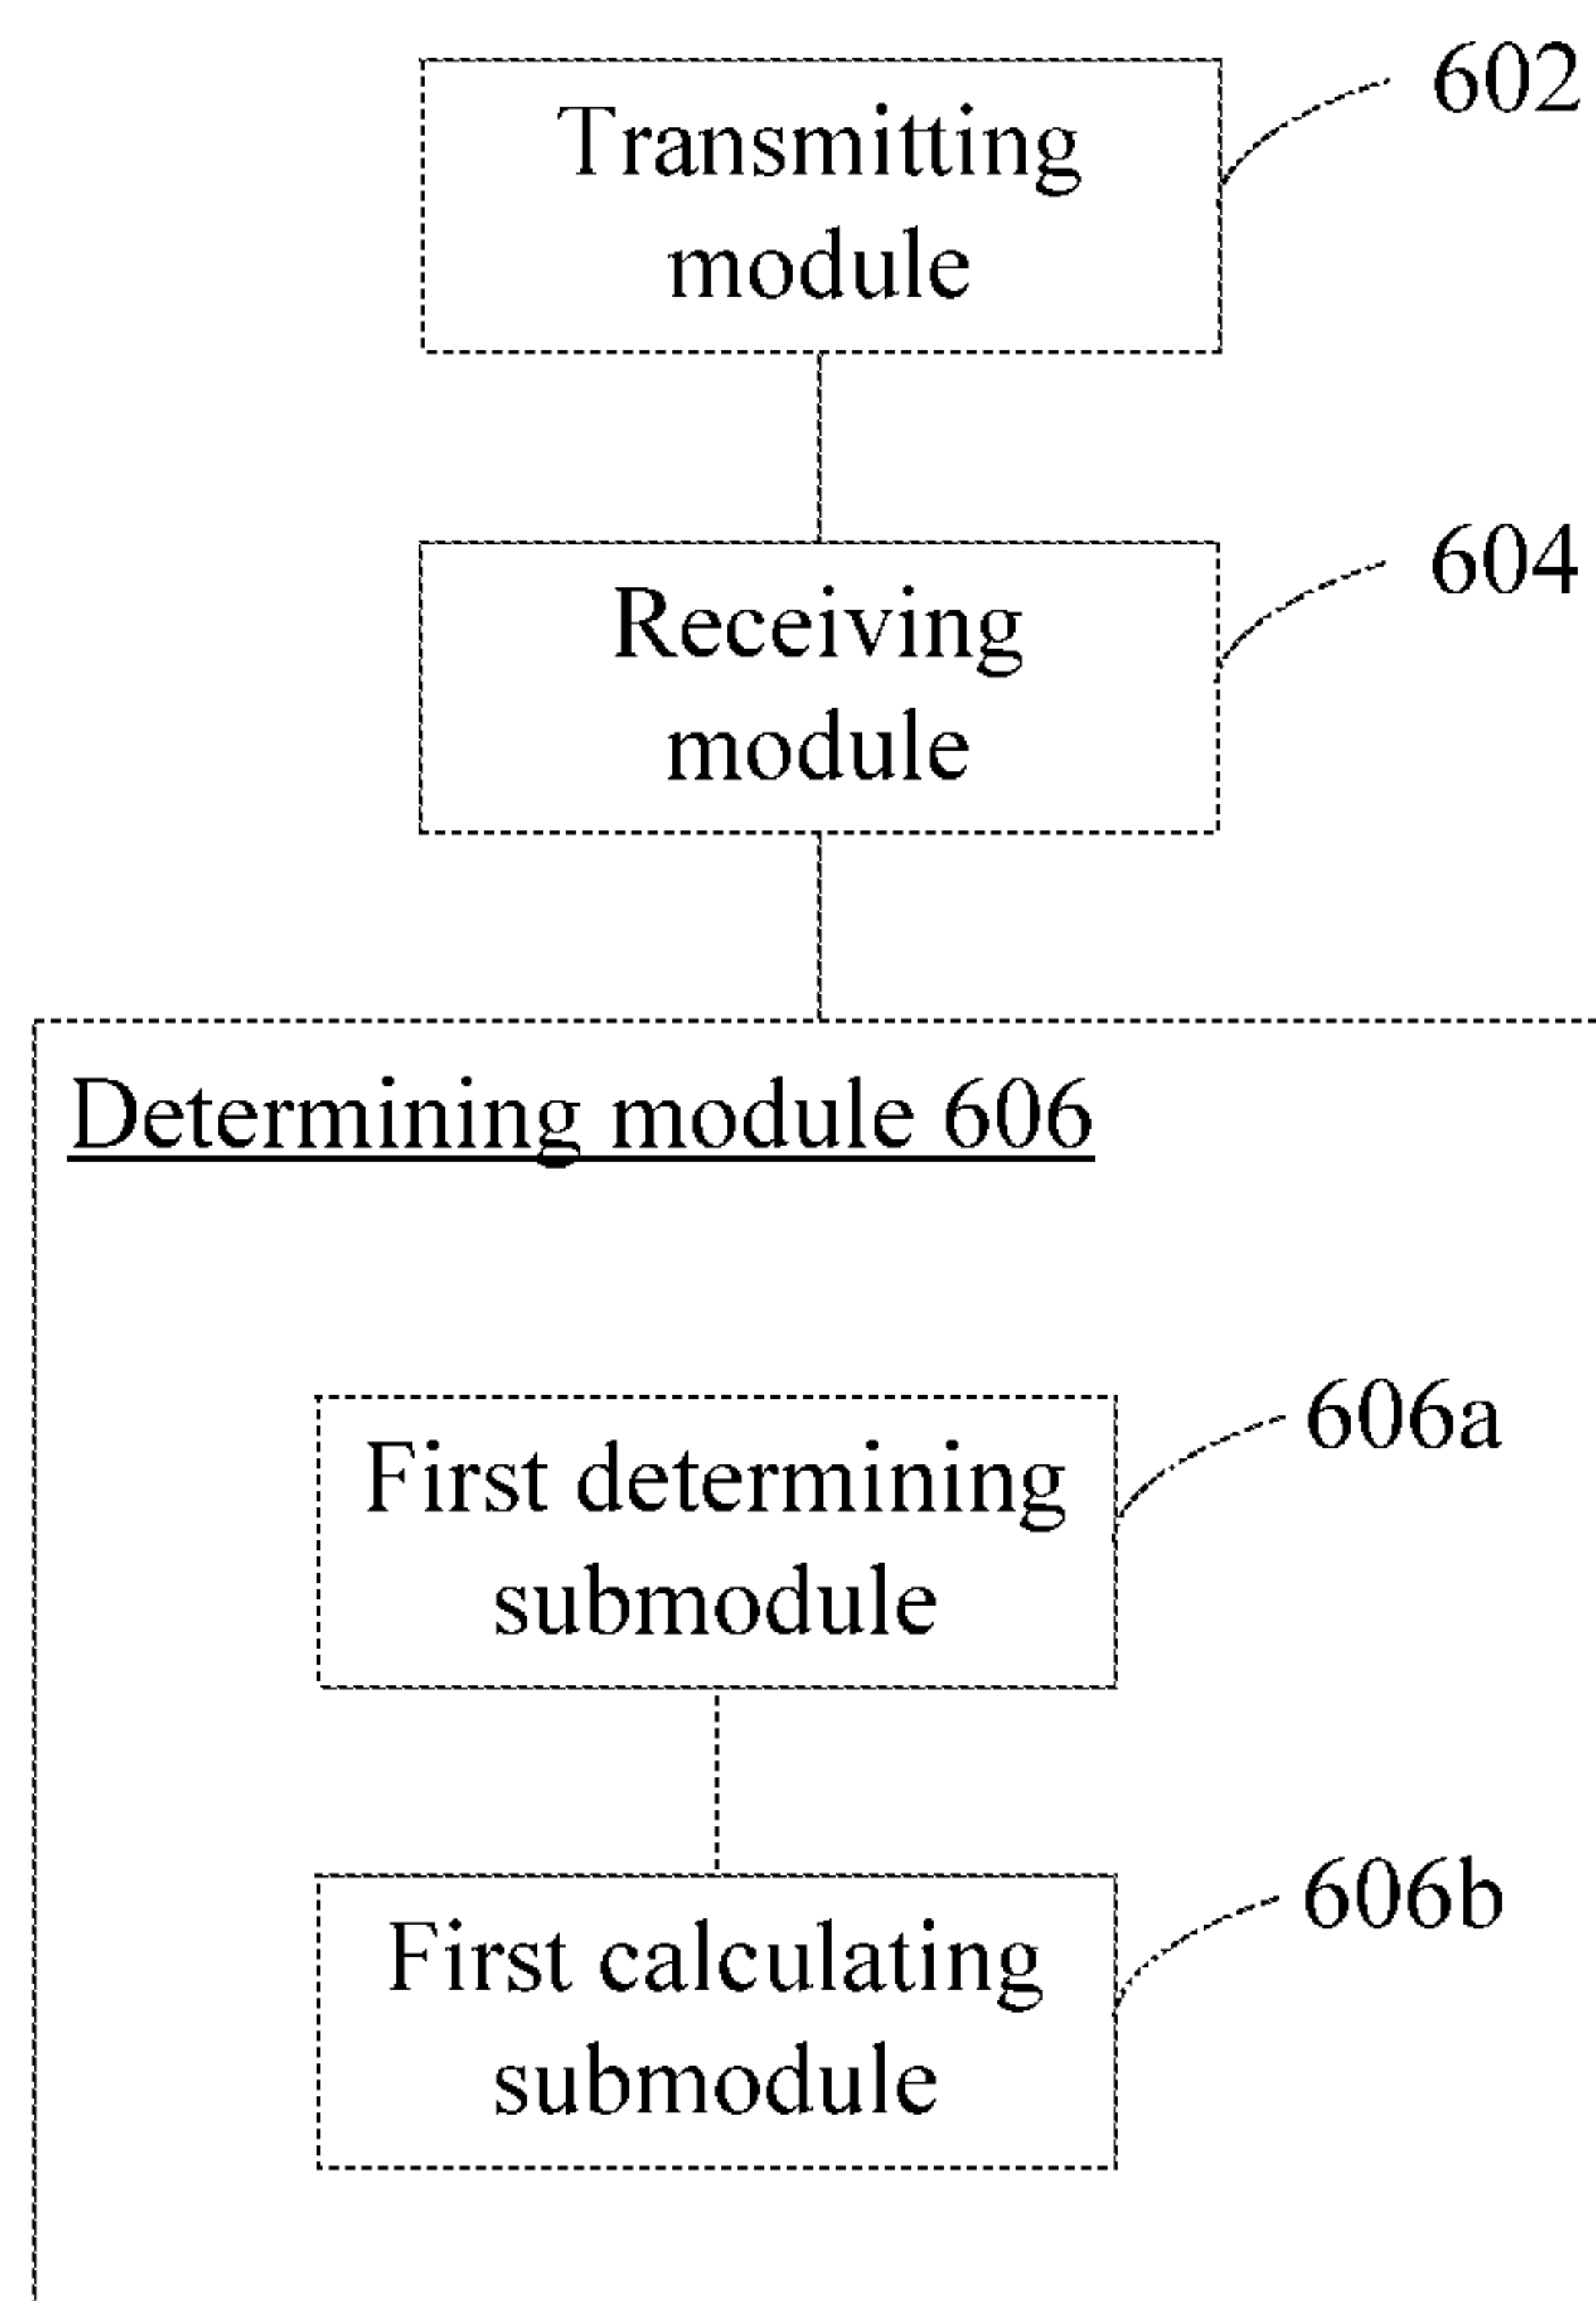 Transmitting
module
602
Receiving
module
604
Determining module 606
First determining
submodule
606a
First calculating
submodule
606b